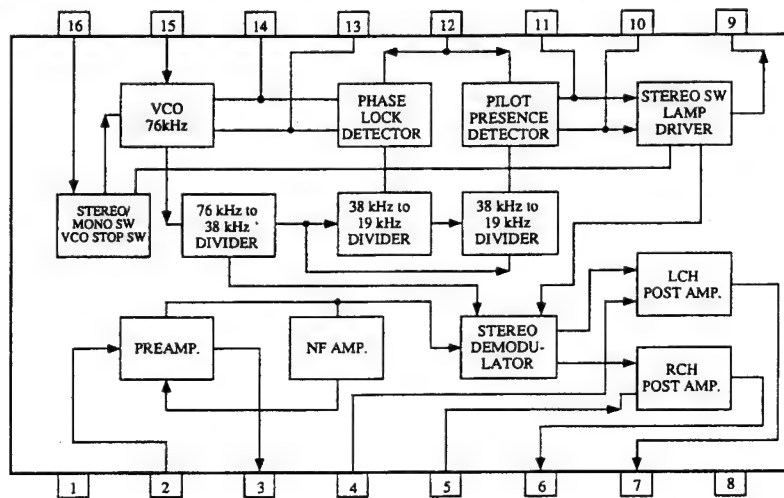 16 15 14 13 12 11 10 9
VCO
76kHz
PHASE
LOCK
DETECTOR
PILOT
PRESENCE
DETECTOR
STEREO SW
LAMP
DRIVER
STEREO/
MONO SW
VCO STOP SW
76 kHz to
38 kHz
DIVIDER
38 kHz to
19 kHz
DIVIDER
38 kHz to
19 kHz
DIVIDER
LCH
POST AMP.
PREAMP.
NF AMP.
STEREO
DEMODU-
LATOR
RCH
POST AMP.
1 2 3 4 5 6 7 8